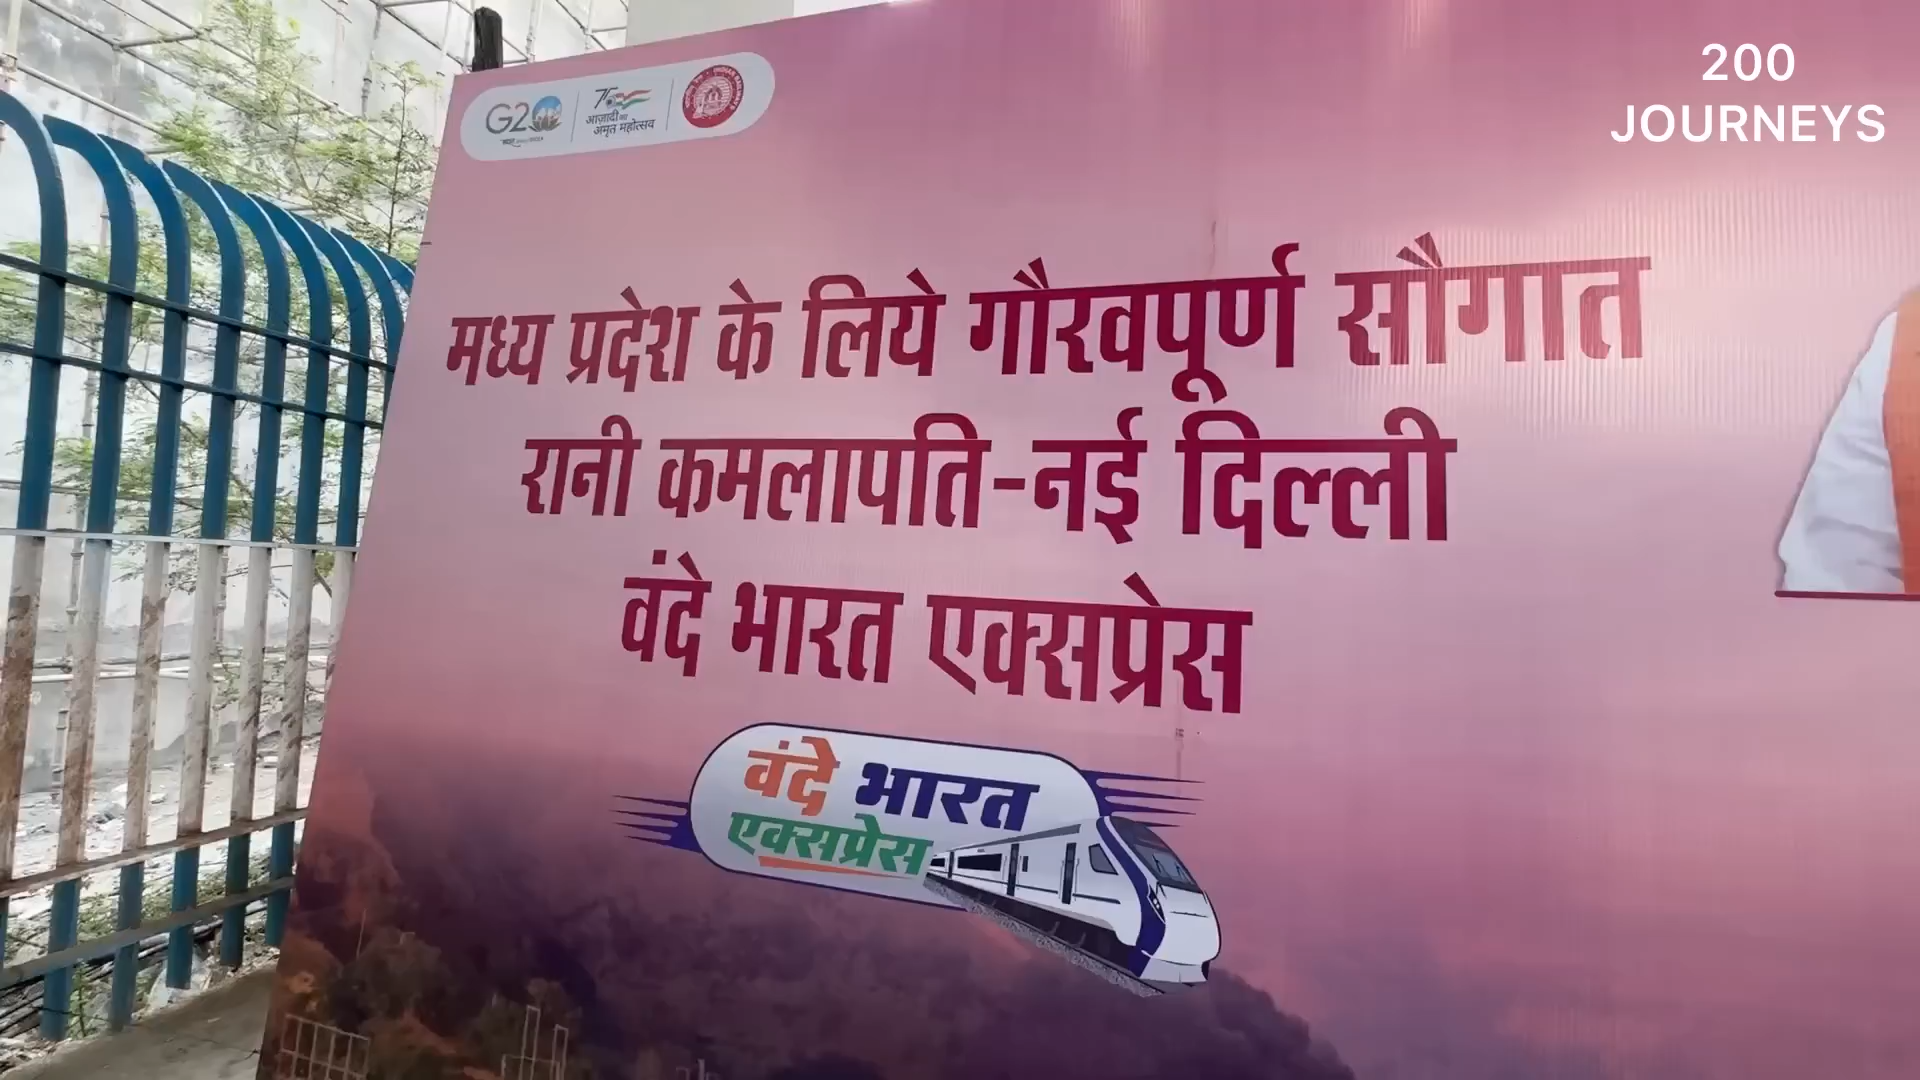 200
JOURNEYS
G20
75
आज़ादी का
अमृत महोत्सव
मध्य प्रदेश के लिये गौरवपूर्ण सौगात
रानी कमलापति-नई दिल्ली
वंदे भारत एक्सप्रेस
वंदे भारत
एक्सप्रेस